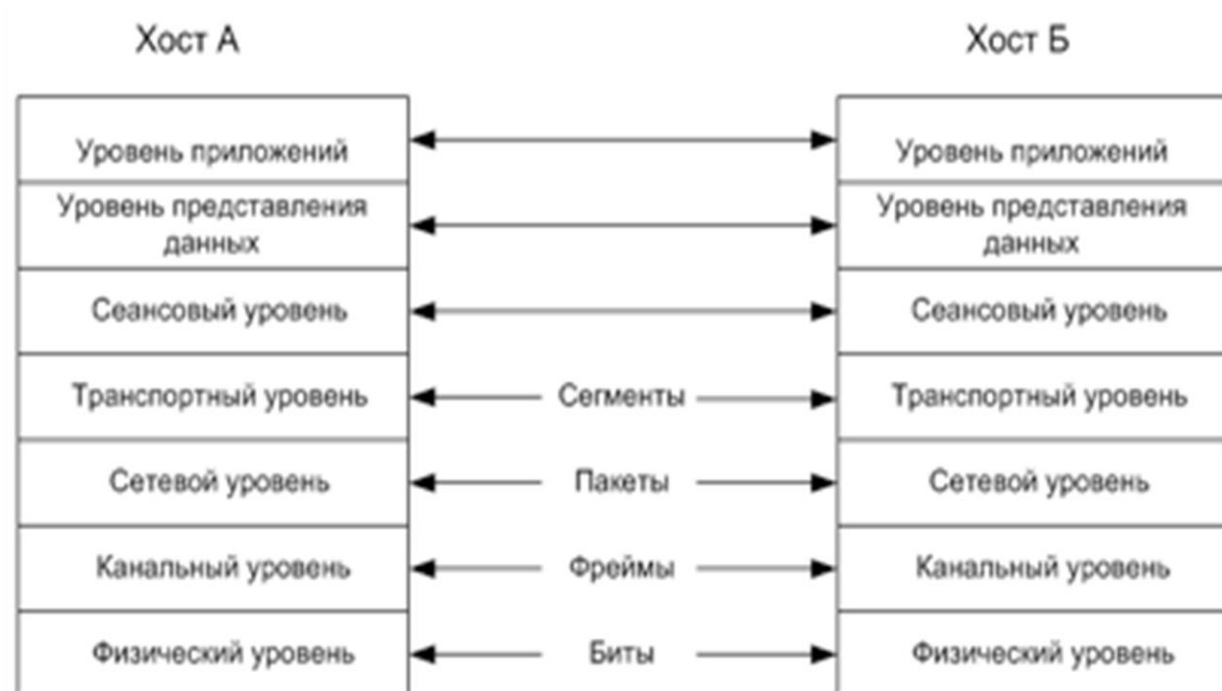 Хост А
Хост Б
Уровень приложений
Уровень приложений
Уровень представления
данных
Уровень представления
данных
Сеансовый уровень
Сеансовый уровень
Транспортный уровень
Сегменты
Транспортный уровень
Сетевой уровень
Пакеты
Сетевой уровень
Канальный уровень
Фреймы
Канальный уровень
Физический уровень
Биты
Физический уровень